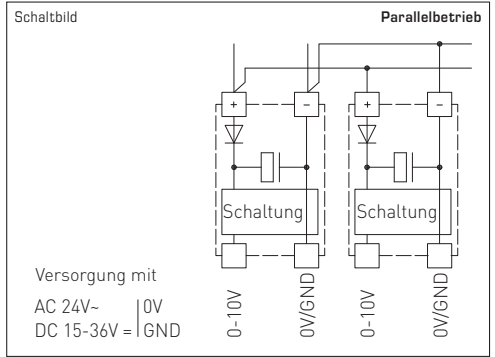 Schaltbild
Parallelbetrieb
+
−
+
−
Schaltung
Schaltung
Versorgung mit
AC 24V~ | 0V
DC 15-36V = | GND
0-10V
0V/GND
0-10V
0V/GND